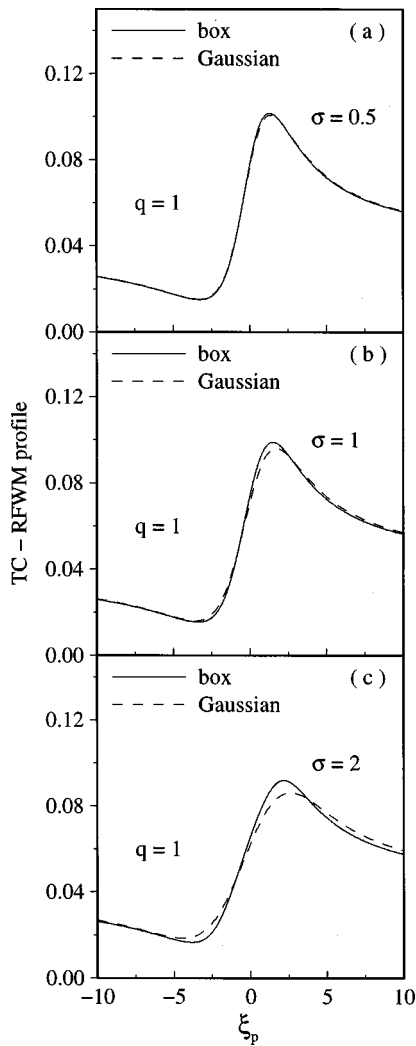 box ( a )
Gaussian
0.12
σ = 0.5
0.08
q = 1
0.04
0.00
box ( b )
Gaussian
0.12
σ = 1
0.08
q = 1
0.04
0.00
TC – RFWM profile
box ( c )
Gaussian
0.12
σ = 2
0.08
q = 1
0.04
0.00
−10 −5 0 5 10
ξp